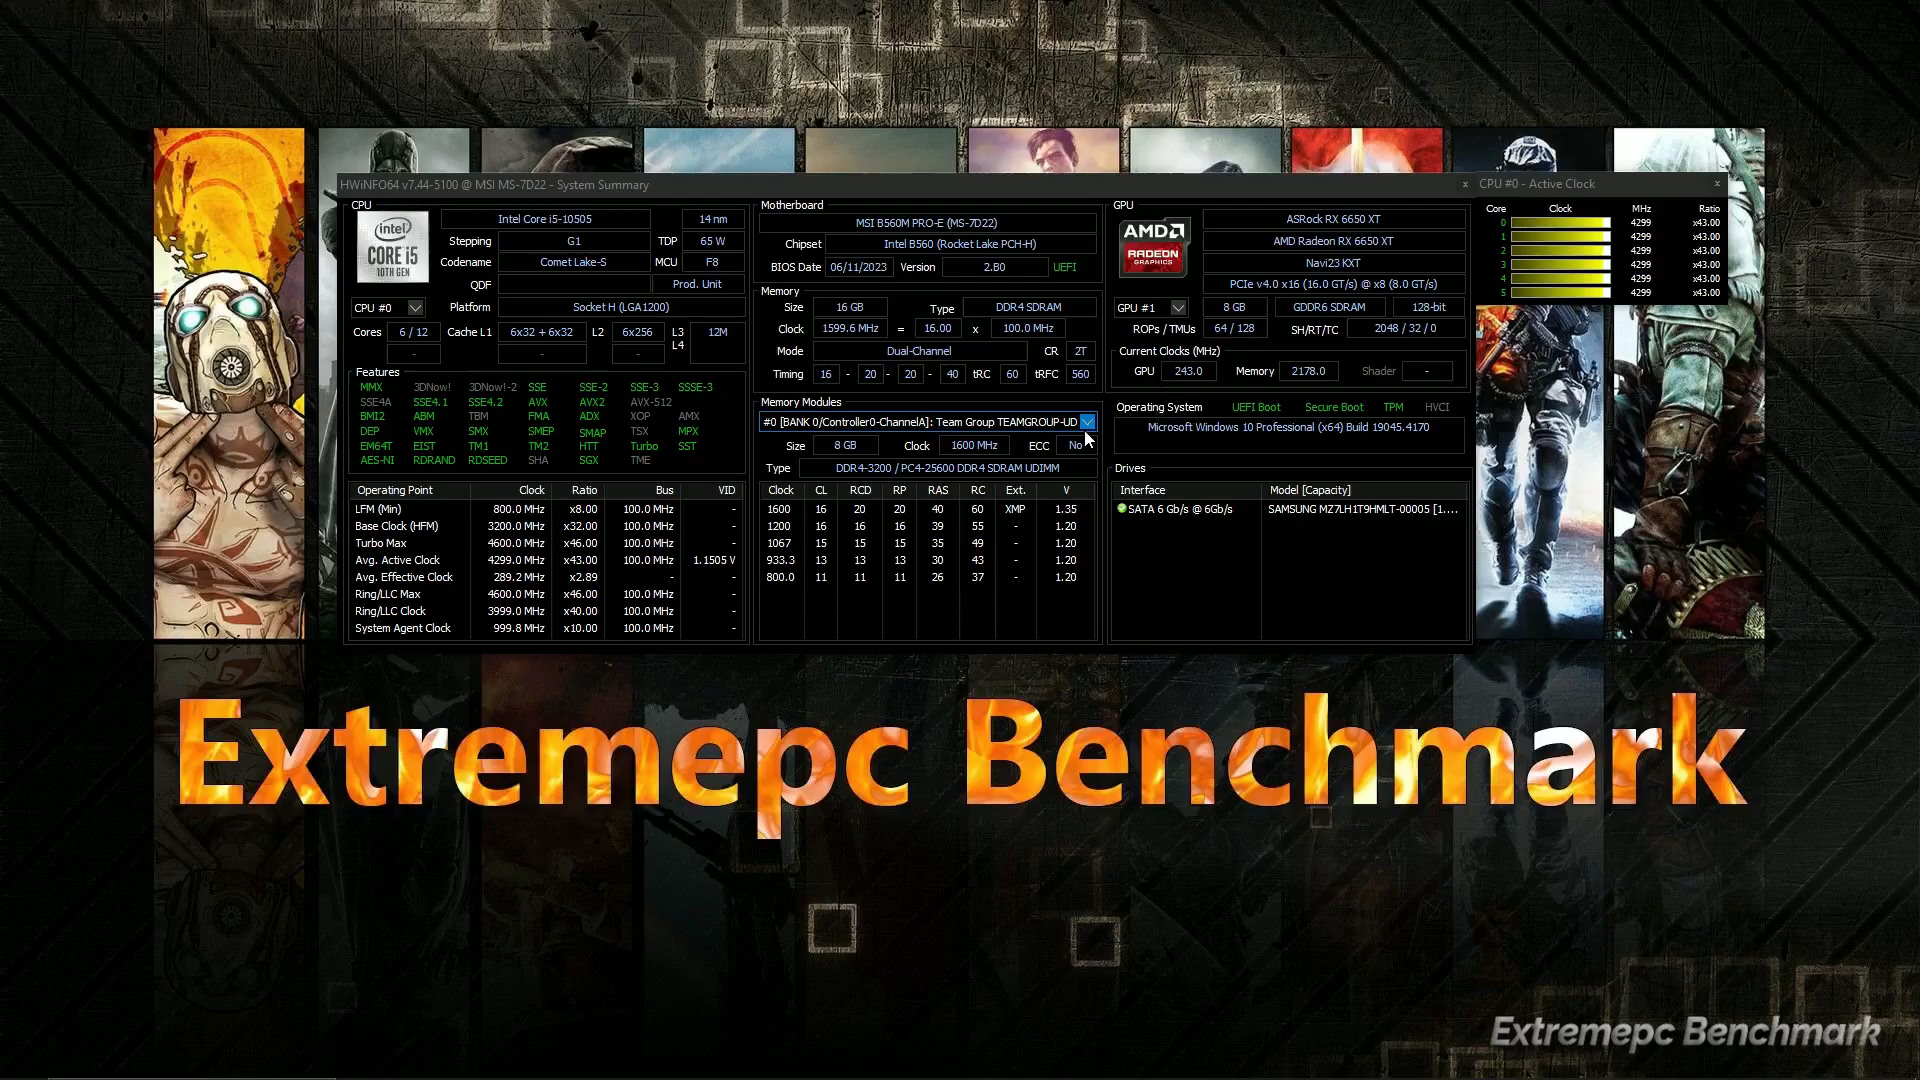 HWiNFO64 v7.44-5100 @ MSI MS-7D22 - System Summary x
CPU #0 - Active Clock x
CPU
intel
CORE i5
10TH GEN
Intel Core i5-10505 14 nm
Stepping G1 TDP 65 W
Codename Comet Lake-S MCU F8
QDF Prod. Unit
CPU #0 Platform Socket H (LGA1200)
Cores 6 / 12 Cache L1 6x32 + 6x32 L2 6x256 L3 12M
- - - L4
Features
MMX 3DNow! 3DNow!-2 SSE SSE-2 SSE-3 SSSE-3
SSE4A SSE4.1 SSE4.2 AVX AVX2 AVX-512
BMI2 ABM TBM FMA ADX XOP AMX
DEP VMX SMX SMEP SMAP TSX MPX
EM64T EIST TM1 TM2 HTT Turbo SST
AES-NI RDRAND RDSEED SHA SGX TME
Operating Point Clock Ratio Bus VID
LFM (Min) 800.0 MHz x8.00 100.0 MHz -
Base Clock (HFM) 3200.0 MHz x32.00 100.0 MHz -
Turbo Max 4600.0 MHz x46.00 100.0 MHz -
Avg. Active Clock 4299.0 MHz x43.00 100.0 MHz 1.1505 V
Avg. Effective Clock 289.2 MHz x2.89 - -
Ring/LLC Max 4600.0 MHz x46.00 100.0 MHz -
Ring/LLC Clock 3999.0 MHz x40.00 100.0 MHz -
System Agent Clock 999.8 MHz x10.00 100.0 MHz -
Motherboard
MSI B560M PRO-E (MS-7D22)
Chipset Intel B560 (Rocket Lake PCH-H)
BIOS Date 06/11/2023 Version 2.B0 UEFI
Memory
Size 16 GB Type DDR4 SDRAM
Clock 1599.6 MHz = 16.00 x 100.0 MHz
Mode Dual-Channel CR 2T
Timing 16 - 20 - 20 - 40 tRC 60 tRFC 560
Memory Modules
#0 [BANK 0/Controller0-ChannelA]: Team Group TEAMGROUP-UD
Size 8 GB Clock 1600 MHz ECC No
Type DDR4-3200 / PC4-25600 DDR4 SDRAM UDIMM
Clock CL RCD RP RAS RC Ext. V
1600 16 20 20 40 60 XMP 1.35
1200 16 16 16 39 55 - 1.20
1067 15 15 15 35 49 - 1.20
933.3 13 13 13 30 43 - 1.20
800.0 11 11 11 26 37 - 1.20
GPU
AMD
RADEON
GRAPHICS
ASRock RX 6650 XT
AMD Radeon RX 6650 XT
Navi23 KXT
PCIe v4.0 x16 (16.0 GT/s) @ x8 (8.0 GT/s)
GPU #1 8 GB GDDR6 SDRAM 128-bit
ROPs / TMUs 64 / 128 SH/RT/TC 2048 / 32 / 0
Current Clocks (MHz)
GPU 243.0 Memory 2178.0 Shader -
Operating System UEFI Boot Secure Boot TPM HVCI
Microsoft Windows 10 Professional (x64) Build 19045.4170
Drives
Interface Model [Capacity]
SATA 6 Gb/s @ 6Gb/s SAMSUNG MZ7LH1T9HMLT-00005 [1....
Core Clock MHz Ratio
0 4299 x43.00
1 4299 x43.00
2 4299 x43.00
3 4299 x43.00
4 4299 x43.00
5 4299 x43.00
Extremepc Benchmark
Extremepc Benchmark